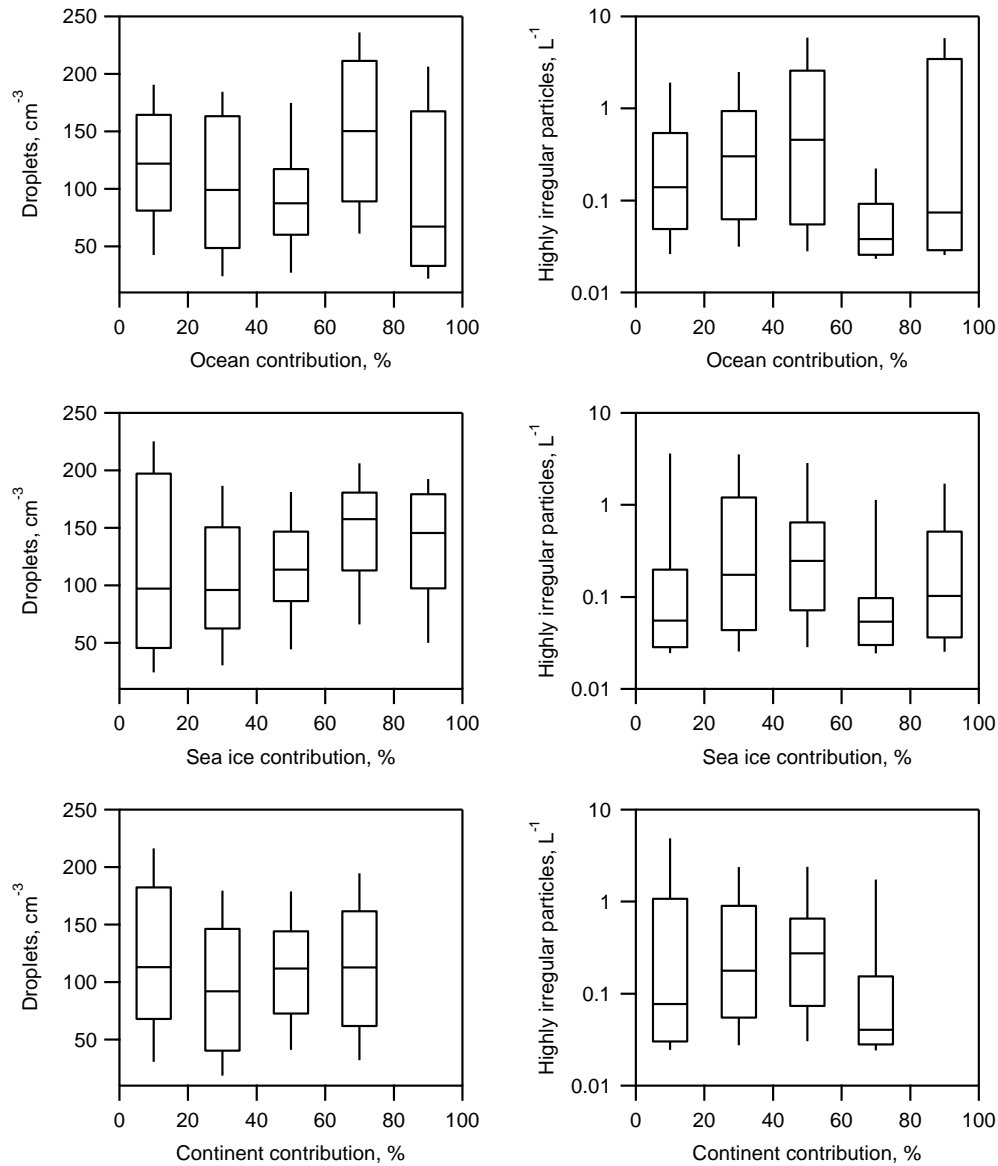 250
200
150
100
50
Droplets, cm-3
0 20 40 60 80 100
Ocean contribution, %
10
1
0.1
0.01
Highly irregular particles, L-1
0 20 40 60 80 100
Ocean contribution, %
250
200
150
100
50
Droplets, cm-3
0 20 40 60 80 100
Sea ice contribution, %
10
1
0.1
0.01
Highly irregular particles, L-1
0 20 40 60 80 100
Sea ice contribution, %
250
200
150
100
50
Droplets, cm-3
0 20 40 60 80 100
Continent contribution, %
10
1
0.1
0.01
Highly irregular particles, L-1
0 20 40 60 80 100
Continent contribution, %